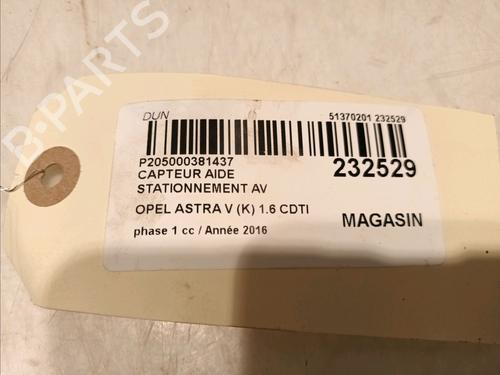 DUN
51370201 232529
P205000381437
232529
CAPTEUR AIDE
STATIONNEMENT AV
OPEL ASTRA V (K) 1.6 CDTI
MAGASIN
phase 1 cc / Année 2016
B-PARTS